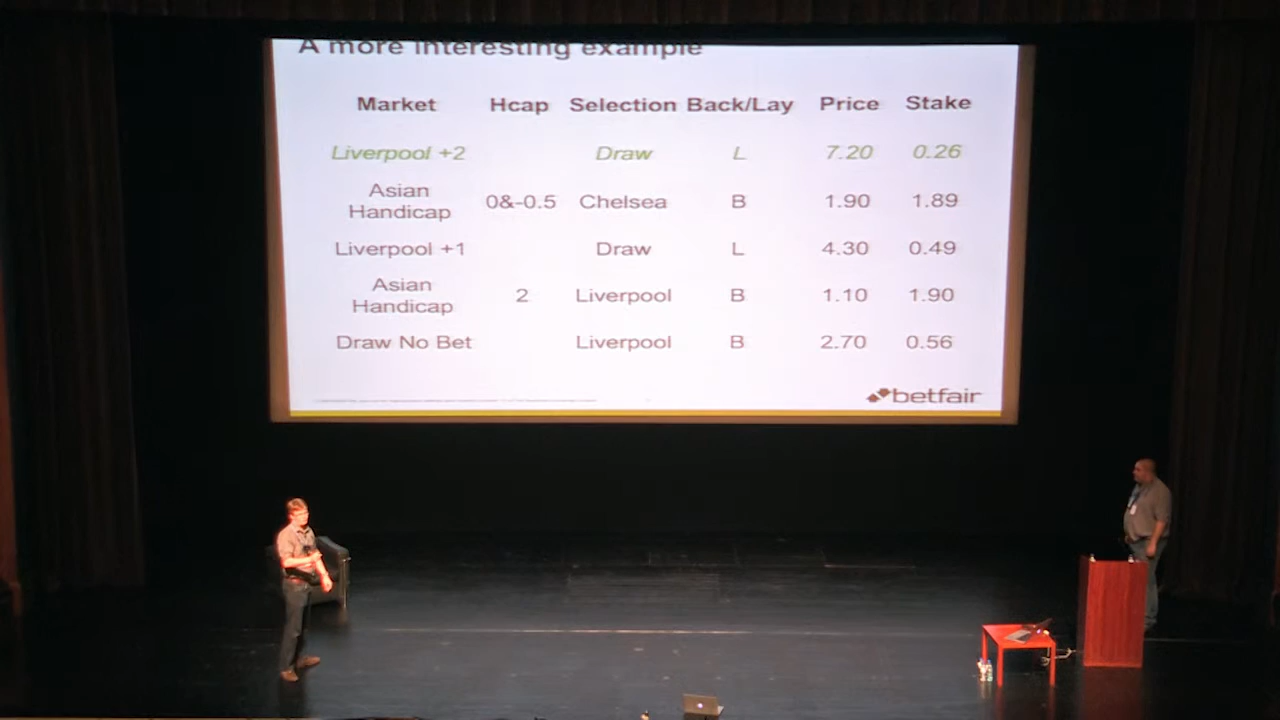 A more interesting example
Market Hcap Selection Back/Lay Price Stake
Liverpool +2 Draw L 7.20 0.26
Asian
Handicap 0&-0.5 Chelsea B 1.90 1.89
Liverpool +1 Draw L 4.30 0.49
Asian
Handicap 2 Liverpool B 1.10 1.90
Draw No Bet Liverpool B 2.70 0.56
betfair